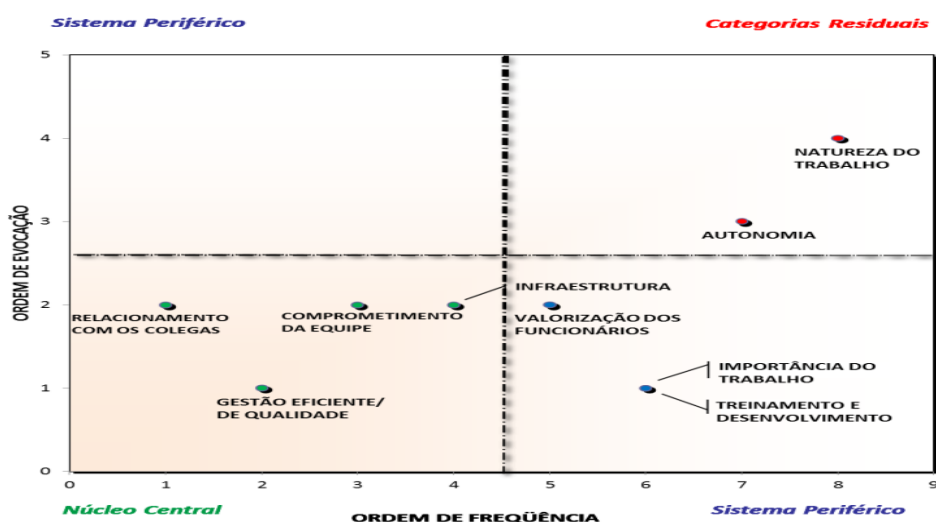 Sistema Periférico
Categorias Residuais
5
4
NATUREZA DO
TRABALHO
3
AUTONOMIA
ORDEM DE EVOCAÇÃO
2
INFRAESTRUTURA
RELACIONAMENTO
COM OS COLEGAS
COMPROMETIMENTO
DA EQUIPE
VALORIZAÇÃO DOS
FUNCIONÁRIOS
IMPORTÂNCIA DO
TRABALHO
1
GESTÃO EFICIENTE/
DE QUALIDADE
TREINAMENTO E
DESENVOLVIMENTO
0
0 1 2 3 4 5 6 7 8 9
Núcleo Central
ORDEM DE FREQÜÊNCIA
Sistema Periférico